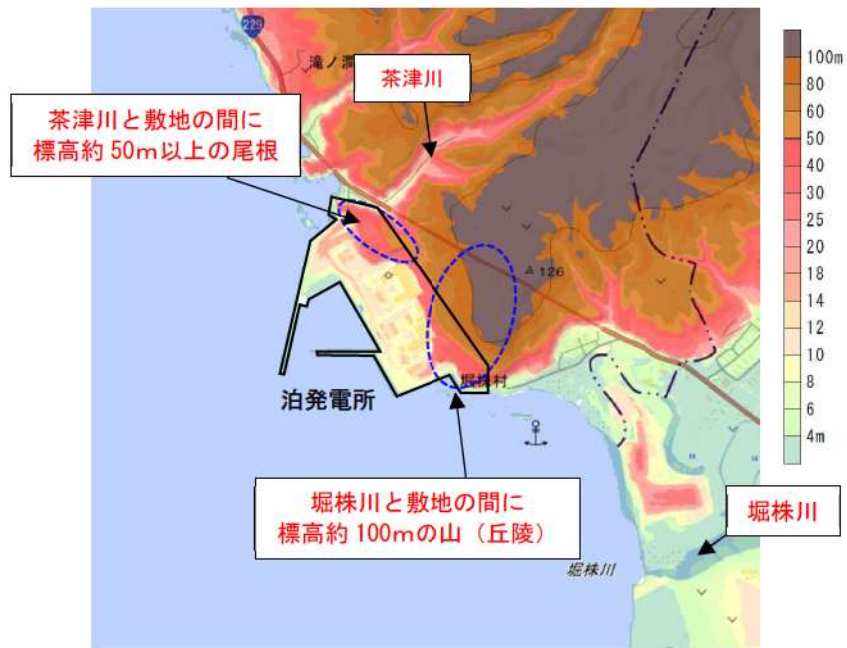 229
滝ノ澗
茶津川
茶津川と敷地の間に
標高約50m以上の尾根
126
堀株村
泊発電所
堀株川と敷地の間に
標高約100mの山（丘陵）
堀株川
堀株川
100m
80
60
50
40
30
25
20
18
14
12
10
8
6
4m